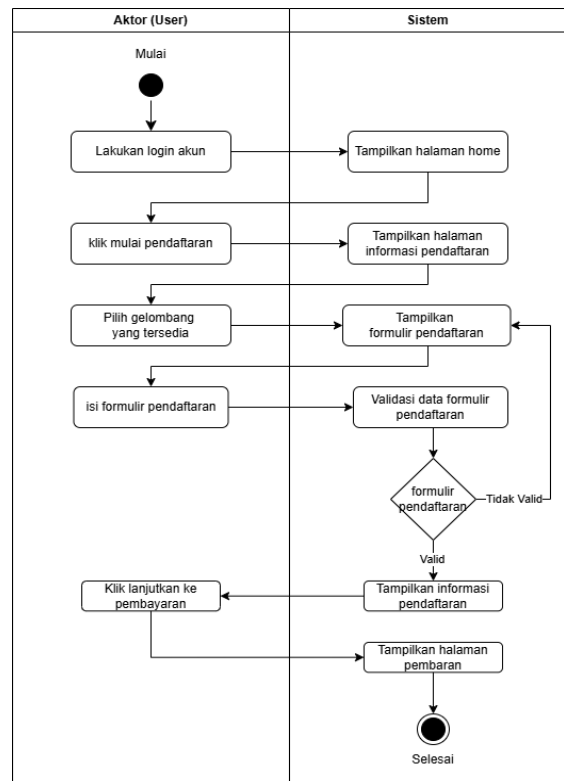 Aktor (User)
Sistem
Mulai
Lakukan login akun
Tampilkan halaman home
klik mulai pendaftaran
Tampilkan halaman
informasi pendaftaran
Pilih gelombang
yang tersedia
Tampilkan
formulir pendaftaran
isi formulir pendaftaran
Validasi data formulir
pendaftaran
formulir
pendaftaran
Tidak Valid
Valid
Klik lanjutkan ke
pembayaran
Tampilkan informasi
pendaftaran
Tampilkan halaman
pembaran
Selesai